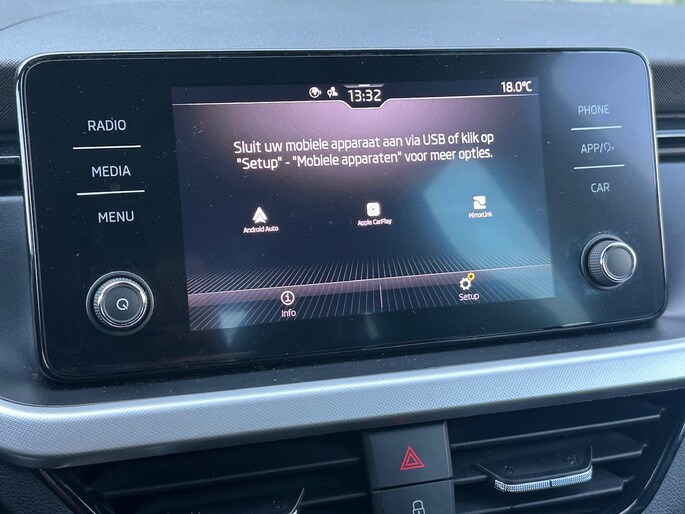 13:32
18.0°C
RADIO
MEDIA
MENU
Sluit uw mobiele apparaat aan via USB of klik op
"Setup" - "Mobiele apparaten" voor meer opties.
Android Auto
Apple CarPlay
MirrorLink
Info
Setup
PHONE
APP/
CAR